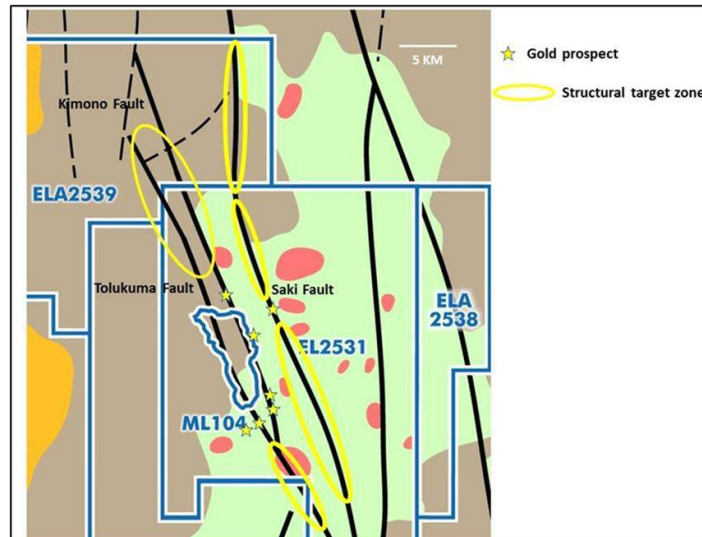 5 KM
Gold prospect
Structural target zone
Kimono Fault
ELA2539
Tolukuma Fault
Saki Fault
ELA
2538
EL2531
ML104